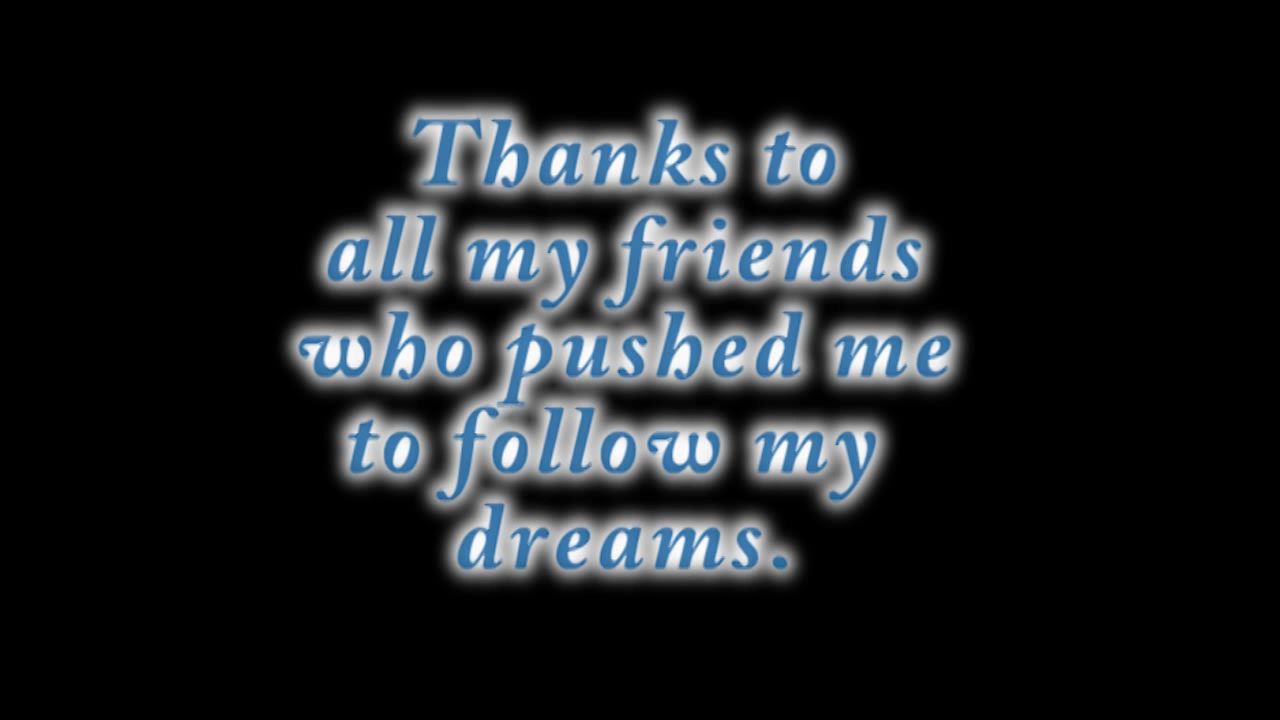 Thanks to
all my friends
who pushed me
to follow my
dreams.